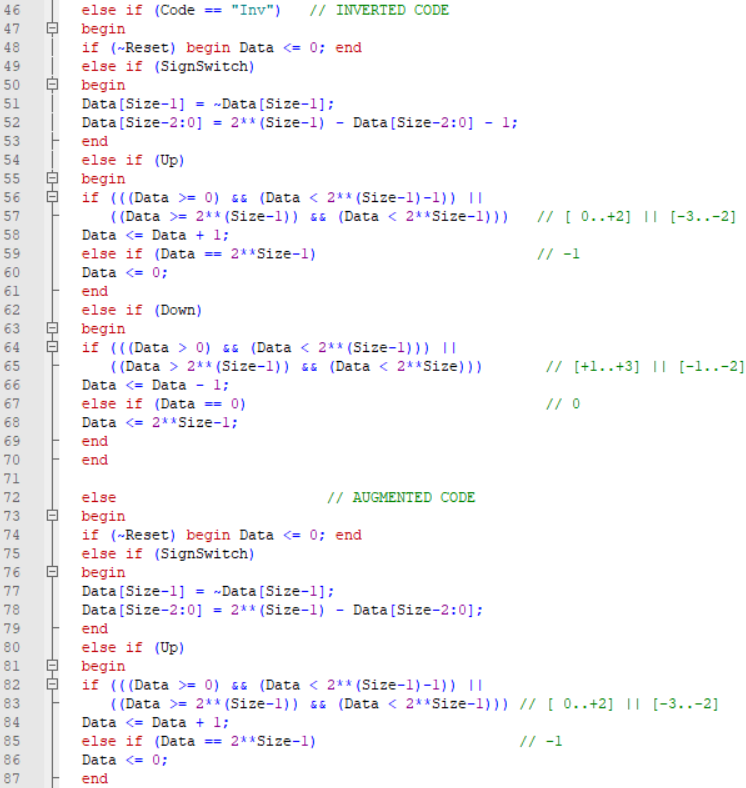 46 else if (Code == "Inv") // INVERTED CODE
47 begin
48 if (~Reset) begin Data <= 0; end
49 else if (SignSwitch)
50 begin
51 Data[Size-1] = ~Data[Size-1];
52 Data[Size-2:0] = 2**(Size-1) - Data[Size-2:0] - 1;
53 end
54 else if (Up)
55 begin
56 if (((Data >= 0) && (Data < 2**(Size-1)-1)) ||
57 ((Data >= 2**(Size-1)) && (Data < 2**Size-1))) // [ 0..+2] || [-3..-2]
58 Data <= Data + 1;
59 else if (Data == 2**Size-1) // -1
60 Data <= 0;
61 end
62 else if (Down)
63 begin
64 if (((Data > 0) && (Data < 2**(Size-1))) ||
65 ((Data > 2**(Size-1)) && (Data < 2**Size))) // [+1..+3] || [-1..-2]
66 Data <= Data - 1;
67 else if (Data == 0) // 0
68 Data <= 2**Size-1;
69 end
70 end
71
72 else // AUGMENTED CODE
73 begin
74 if (~Reset) begin Data <= 0; end
75 else if (SignSwitch)
76 begin
77 Data[Size-1] = ~Data[Size-1];
78 Data[Size-2:0] = 2**(Size-1) - Data[Size-2:0];
79 end
80 else if (Up)
81 begin
82 if (((Data >= 0) && (Data < 2**(Size-1)-1)) ||
83 ((Data >= 2**(Size-1)) && (Data < 2**Size-1))) // [ 0..+2] || [-3..-2]
84 Data <= Data + 1;
85 else if (Data == 2**Size-1) // -1
86 Data <= 0;
87 end